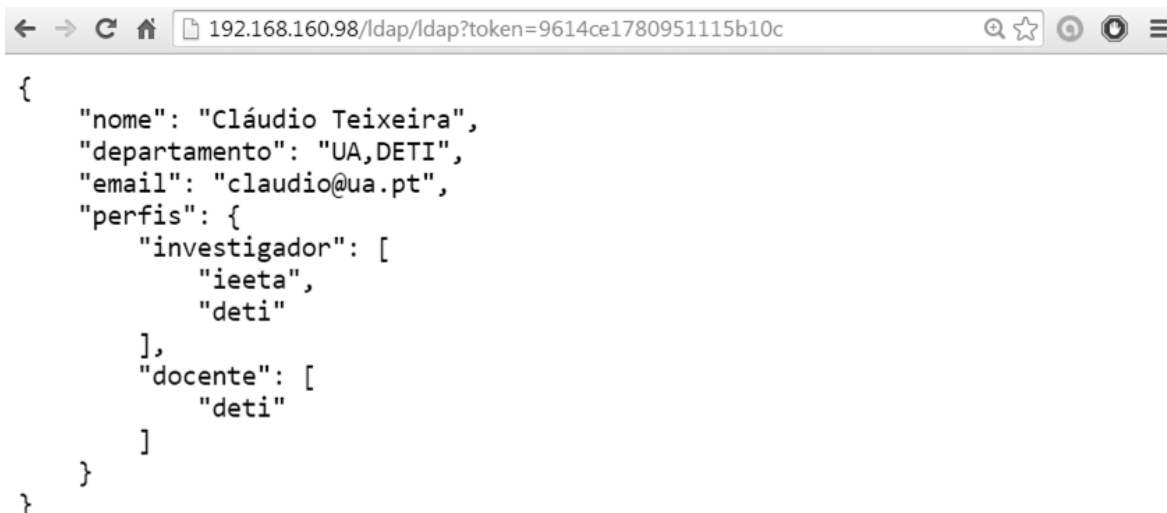 192.168.160.98/ldap/ldap?token=9614ce1780951115b10c
{
"nome": "Cláudio Teixeira",
"departamento": "UA,DETI",
"email": "claudio@ua.pt",
"perfis": {
"investigador": [
"ieeta",
"deti"
],
"docente": [
"deti"
]
}
}